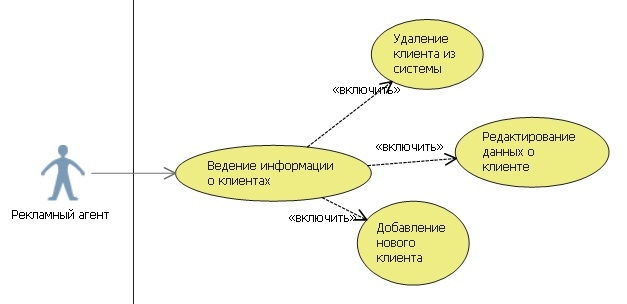 Удаление
клиента из
системы
«включить»
«включить»
Редактирование
данных о
клиенте
Ведение информации
о клиентах
Рекламный агент
«включить»
Добавление
нового
клиента